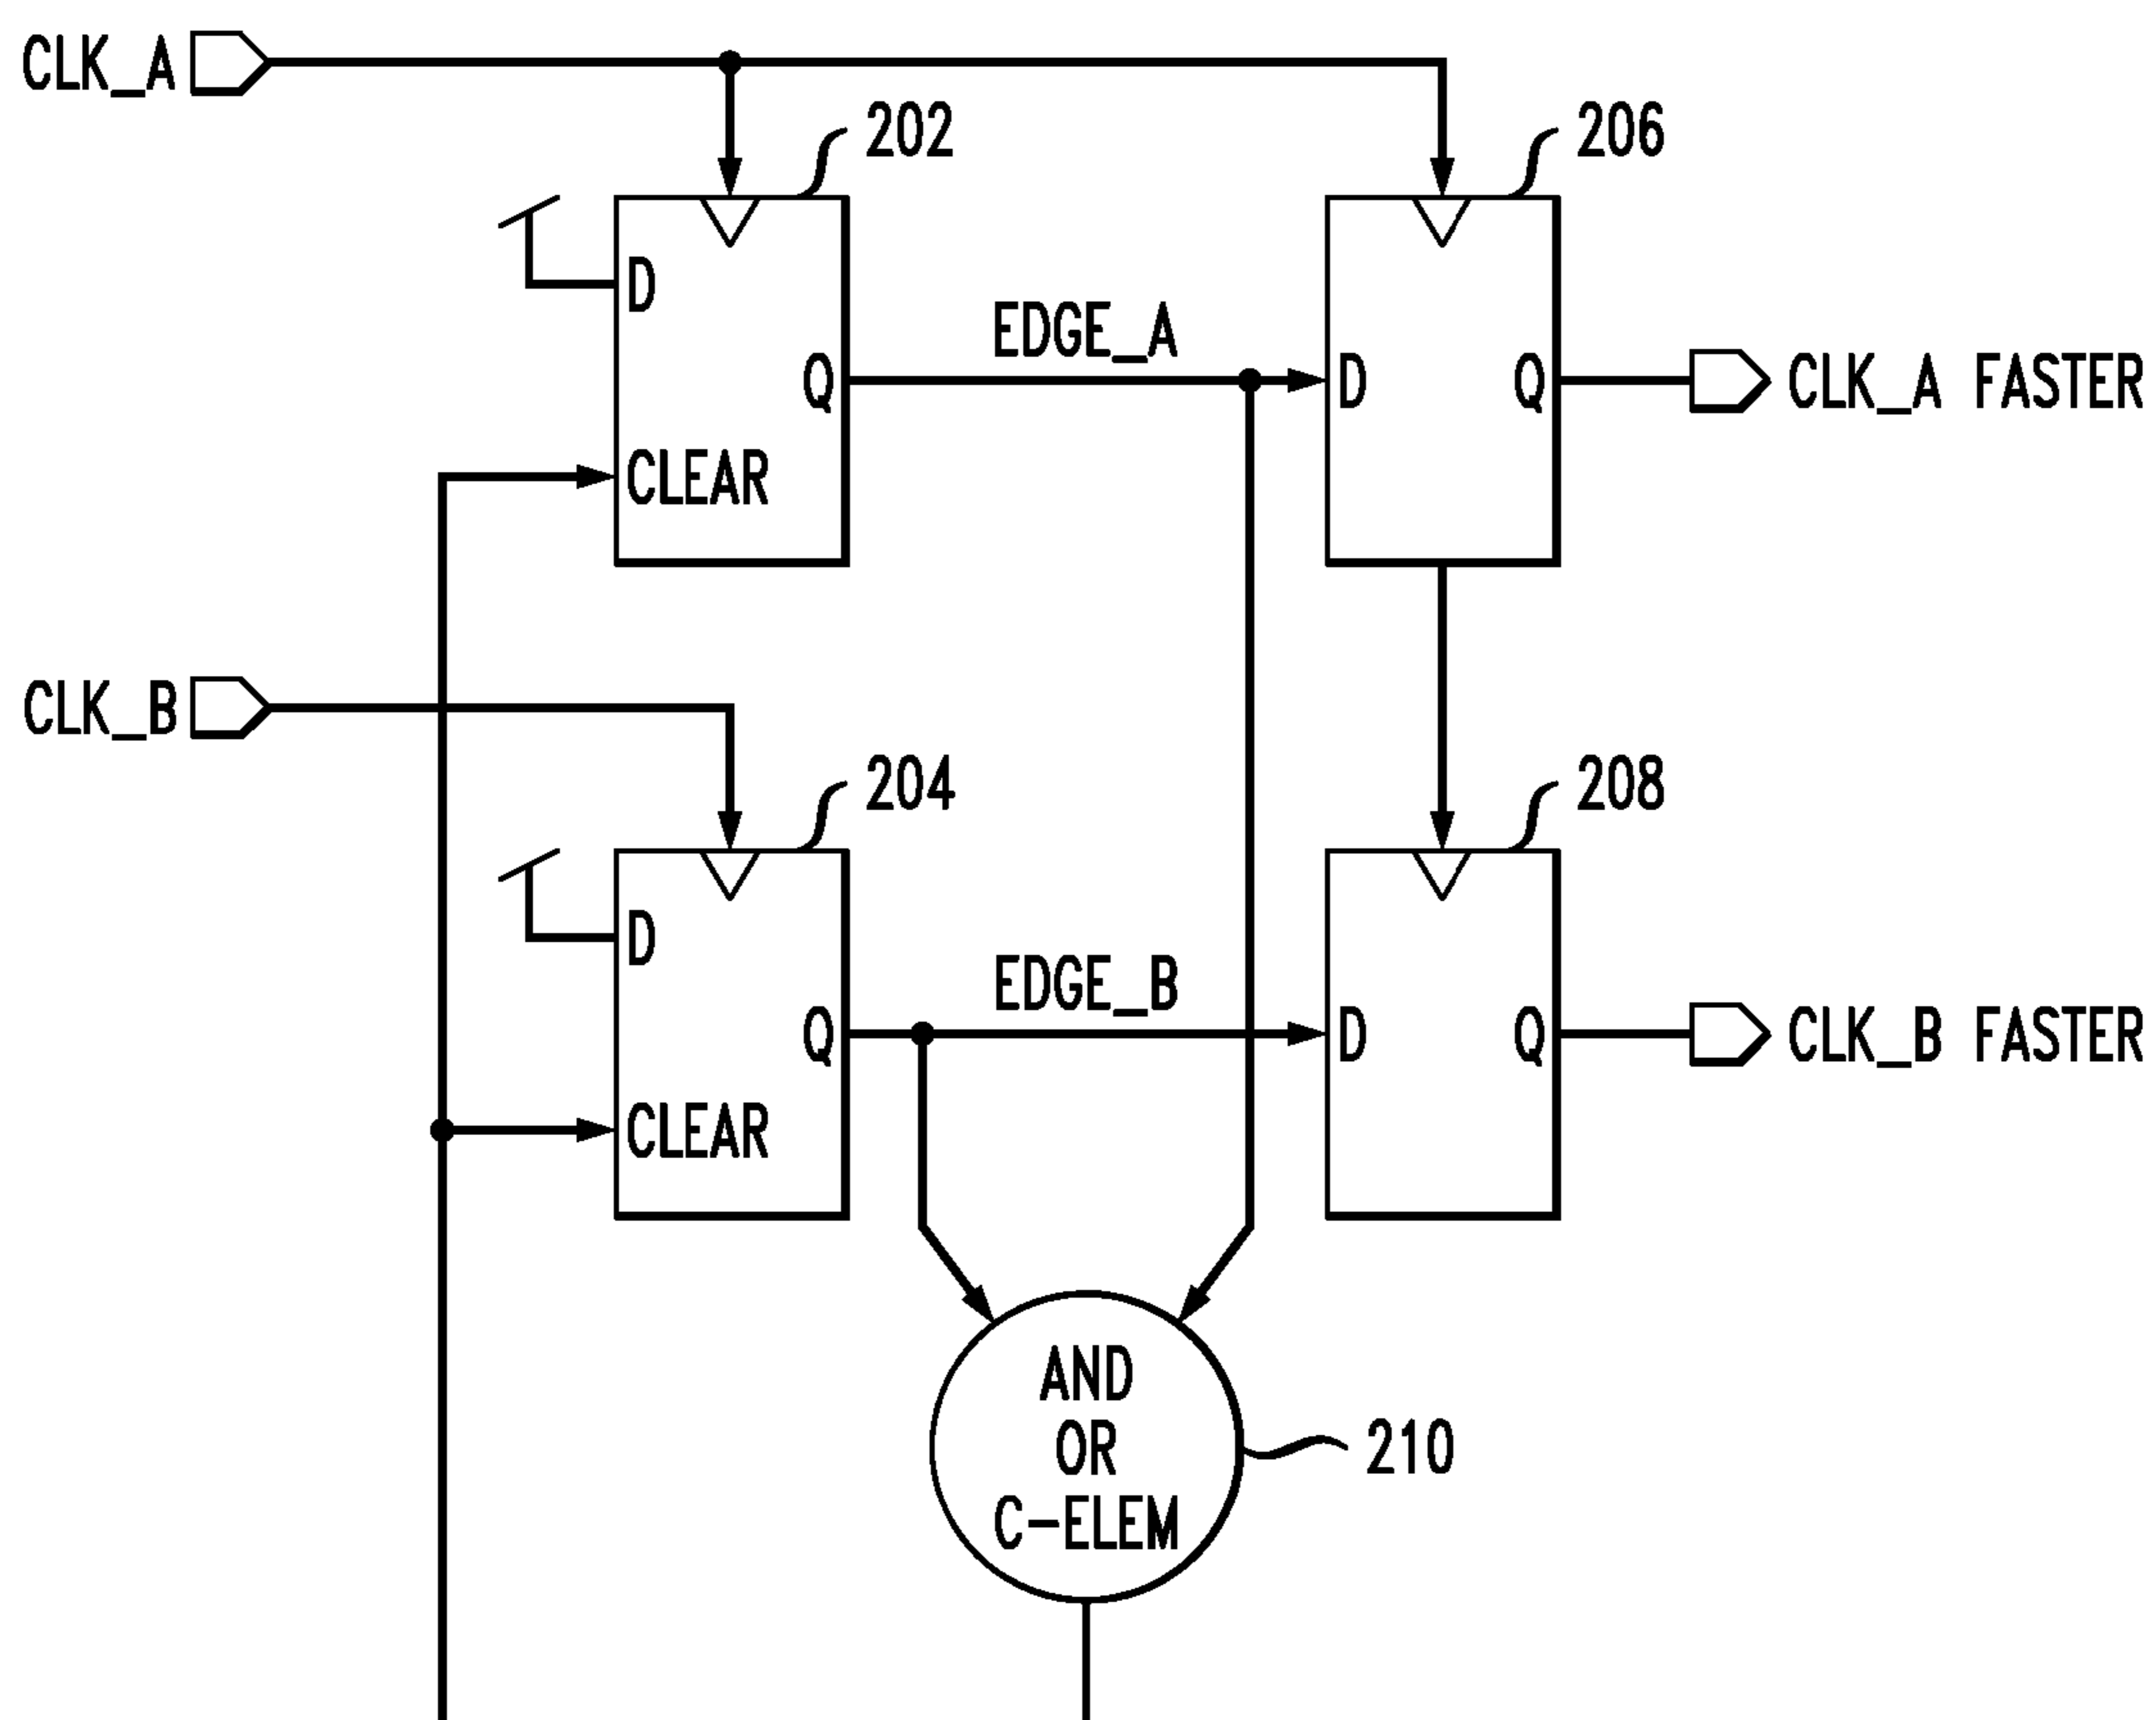 CLK_A
202
206
D
Q
EDGE_A
D
Q
CLK_A FASTER
CLEAR
CLK_B
204
208
D
Q
EDGE_B
D
Q
CLK_B FASTER
CLEAR
AND
OR
C-ELEM
210